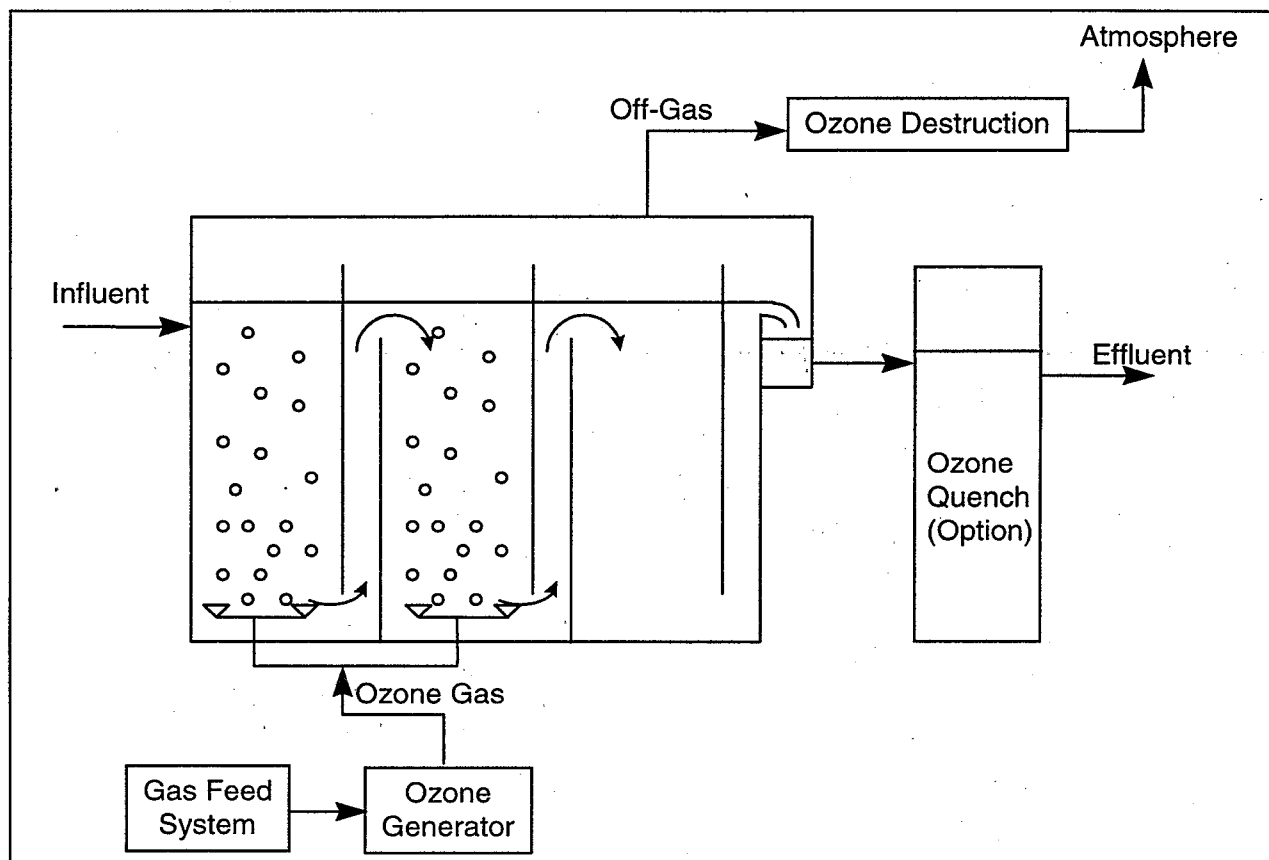 Atmosphere
Off-Gas
Ozone Destruction
Influent
Effluent
Ozone
Quench
(Option)
Ozone Gas
Gas Feed
System
Ozone
Generator